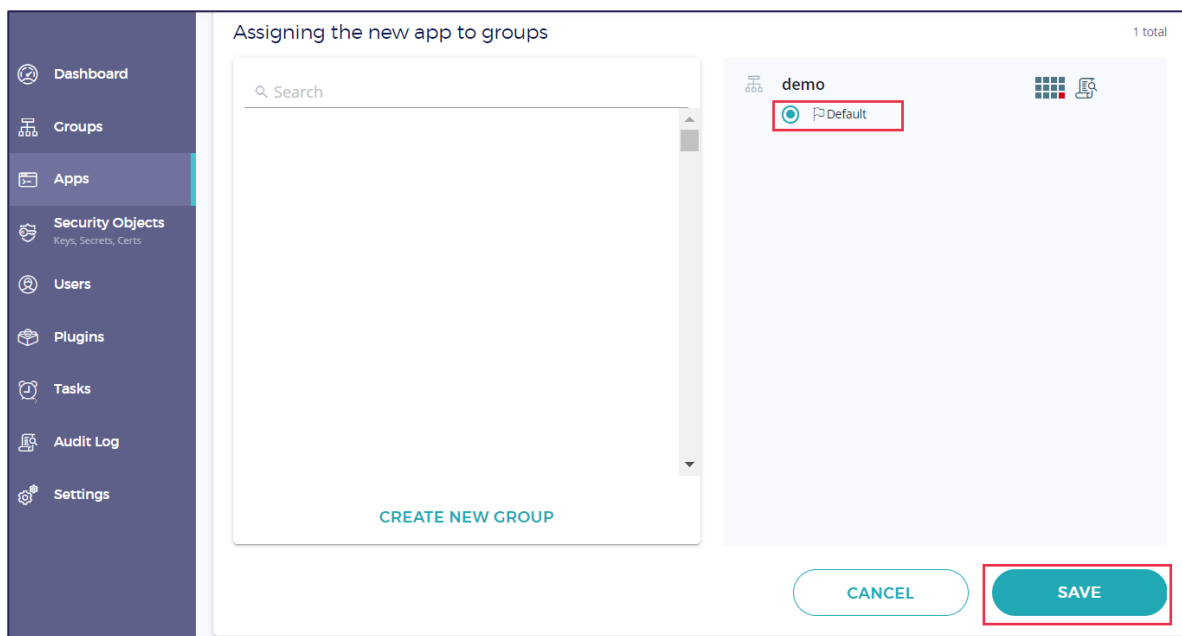 Assigning the new app to groups
1 total
Dashboard
Groups
Apps
Security Objects
Keys, Secrets, Certs
Users
Plugins
Tasks
Audit Log
Settings
Search
CREATE NEW GROUP
demo
Default
CANCEL
SAVE